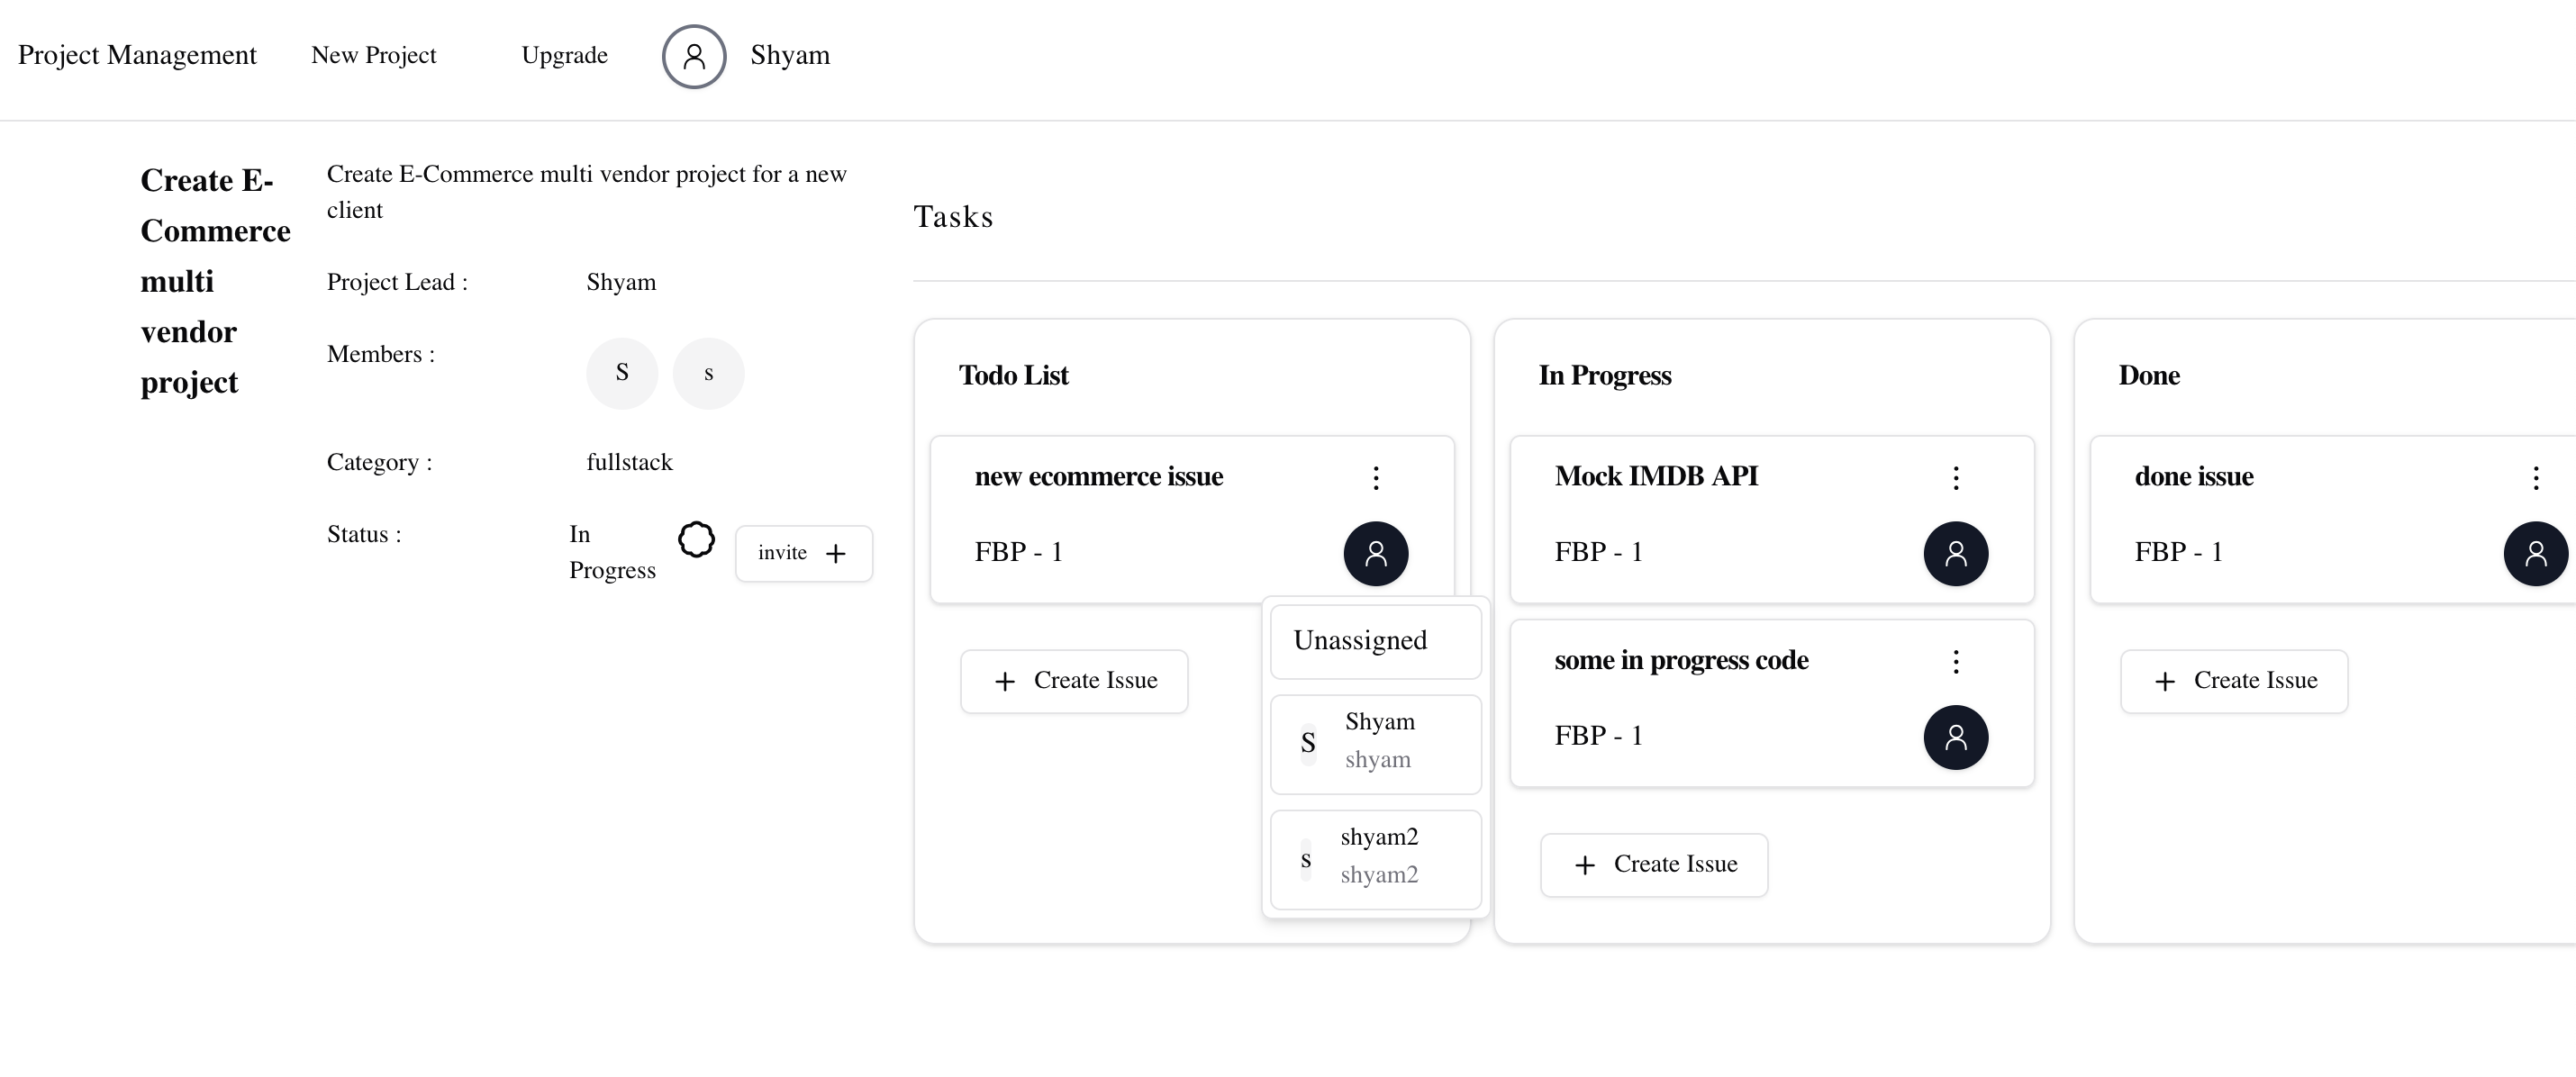 Project Management New Project Upgrade Shyam
Create E-
Commerce
multi
vendor
project
Create E-Commerce multi vendor project for a new
client
Project Lead : Shyam
Members : S s
Category : fullstack
Status : In
Progress
invite +
Tasks
Todo List
new ecommerce issue
FBP - 1
+ Create Issue
Unassigned
S Shyam
shyam
s shyam2
shyam2
In Progress
Mock IMDB API
FBP - 1
some in progress code
FBP - 1
+ Create Issue
Done
done issue
FBP - 1
+ Create Issue